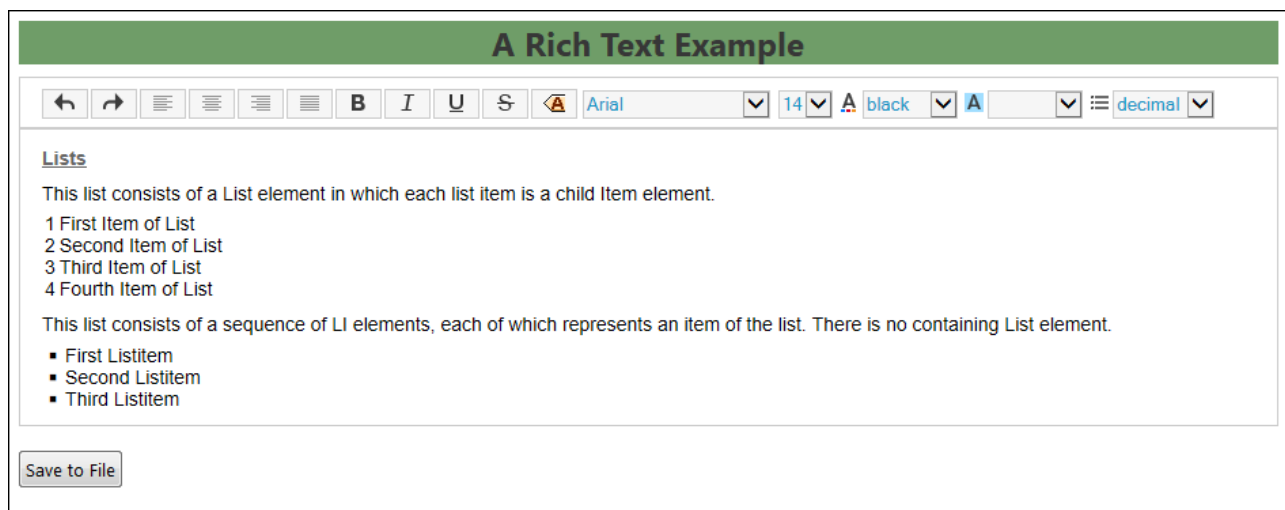 A Rich Text Example
B I U S A Arial 14 A black A decimal
Lists
This list consists of a List element in which each list item is a child Item element.
1 First Item of List
2 Second Item of List
3 Third Item of List
4 Fourth Item of List
This list consists of a sequence of LI elements, each of which represents an item of the list. There is no containing List element.
▪ First Listitem
▪ Second Listitem
▪ Third Listitem
Save to File